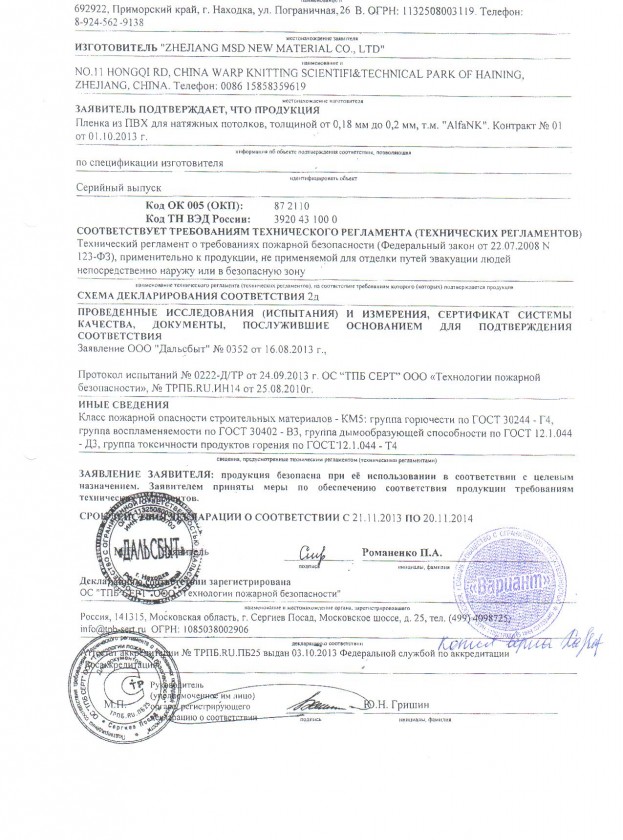 692922, Приморский край, г. Находка, ул. Пограничная,26 В. ОГРН: 1132508003119. Телефон:
8-924-562-9138
местонахождение заявителя
ИЗГОТОВИТЕЛЬ "ZHEJIANG MSD NEW MATERIAL CO., LTD"
наименование и
NO.11 HONGQI RD, CHINA WARP KNITTING SCIENTIFI&TECHNICAL PARK OF HAINING,
ZHEJIANG, CHINA. Телефон: 0086 15858359619
местонахождение изготовителя
ЗАЯВИТЕЛЬ ПОДТВЕРЖДАЕТ, ЧТО ПРОДУКЦИЯ
Пленка из ПВХ для натяжных потолков, толщиной от 0,18 мм до 0,2 мм, т.м. "AlfaNK". Контракт № 01
от 01.10.2013 г.
информация об объекте подтверждения соответствия, позволяющая
по спецификации изготовителя
идентифицировать объект
Серийный выпуск
Код ОК 005 (ОКП): 87 2110
Код ТН ВЭД России: 3920 43 100 0
СООТВЕТСТВУЕТ ТРЕБОВАНИЯМ ТЕХНИЧЕСКОГО РЕГЛАМЕНТА (ТЕХНИЧЕСКИХ РЕГЛАМЕНТОВ)
Технический регламент о требованиях пожарной безопасности (Федеральный закон от 22.07.2008 N
123-ФЗ), применительно к продукции, не применяемой для отделки путей эвакуации людей
непосредственно наружу или в безопасную зону
наименование технического регламента (технических регламентов), на соответствие требованиям которого (которых) подтверждается продукция
СХЕМА ДЕКЛАРИРОВАНИЯ СООТВЕТСТВИЯ 2д
ПРОВЕДЕННЫЕ ИССЛЕДОВАНИЯ (ИСПЫТАНИЯ) И ИЗМЕРЕНИЯ, СЕРТИФИКАТ СИСТЕМЫ
КАЧЕСТВА, ДОКУМЕНТЫ, ПОСЛУЖИВШИЕ ОСНОВАНИЕМ ДЛЯ ПОДТВЕРЖДЕНИЯ
СООТВЕТСТВИЯ
Заявление ООО "Дальсбыт" № 0352 от 16.08.2013 г.,
Протокол испытаний № 0222-Д/ТР от 24.09.2013 г. ОС "ТПБ СЕРТ" ООО «Технологии пожарной
безопасности», № ТРПБ.RU.ИН14 от 25.08.2010г.
ИНЫЕ СВЕДЕНИЯ
Класс пожарной опасности строительных материалов - КМ5: группа горючести по ГОСТ 30244 - Г4,
группа воспламеняемости по ГОСТ 30402 - В3, группа дымообразующей способности по ГОСТ 12.1.044
- Д3, группа токсичности продуктов горения по ГОСТ 12.1.044 - Т4
сведения, предусмотренные техническим регламентом (техническими регламентами)
ЗАЯВЛЕНИЕ ЗАЯВИТЕЛЯ: продукция безопасна при её использовании в соответствии с целевым
назначением. Заявителем приняты меры по обеспечению соответствия продукции требованиям
технических регламентов.
СРОК ДЕЙСТВИЯ ДЕКЛАРАЦИИ О СООТВЕТСТВИИ С 21.11.2013 ПО 20.11.2014
«ДАЛЬСБЫТ»
г. Находка
Заявитель
Романенко П.А.
подпись
инициалы, фамилия
«Вариант»
Декларация о соответствии зарегистрирована
ОС "ТПБ СЕРТ" ООО «Технологии пожарной безопасности"
наименование и местонахождение органа, зарегистрировавшего
Россия, 141315, Московская область, г. Сергиев Посад, Московское шоссе, д. 25, тел. (499) 4098725,
info@tpb-sert.ru ОГРН: 1085038002906
декларацию о соответствии
Аттестат аккредитации № ТРПБ.RU.ПБ25 выдан 03.10.2013 Федеральной службой по аккредитации
Росаккредитация
Руководитель
(уполномоченное им лицо)
М.П. органа регистрирующего
декларацию о соответствии
Ю.Н. Гришин
подпись
инициалы, фамилия